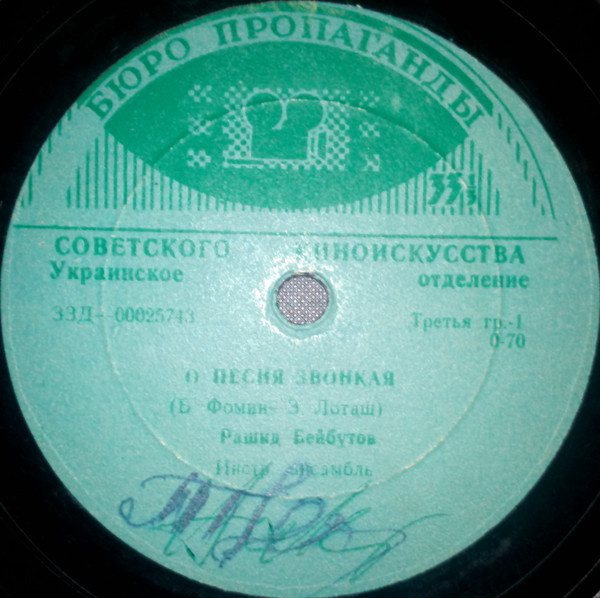 БЮРО ПРОПАГАНДЫ
33⅓
СОВЕТСКОГО КИНОИСКУССТВА
Украинское отделение
33Д— 00025743 Третья гр.-1
0-70
ПЕСНЯ ЗВОНКАЯ
(Б Фомин- Э Лоташ)
Рашид Бейбутов